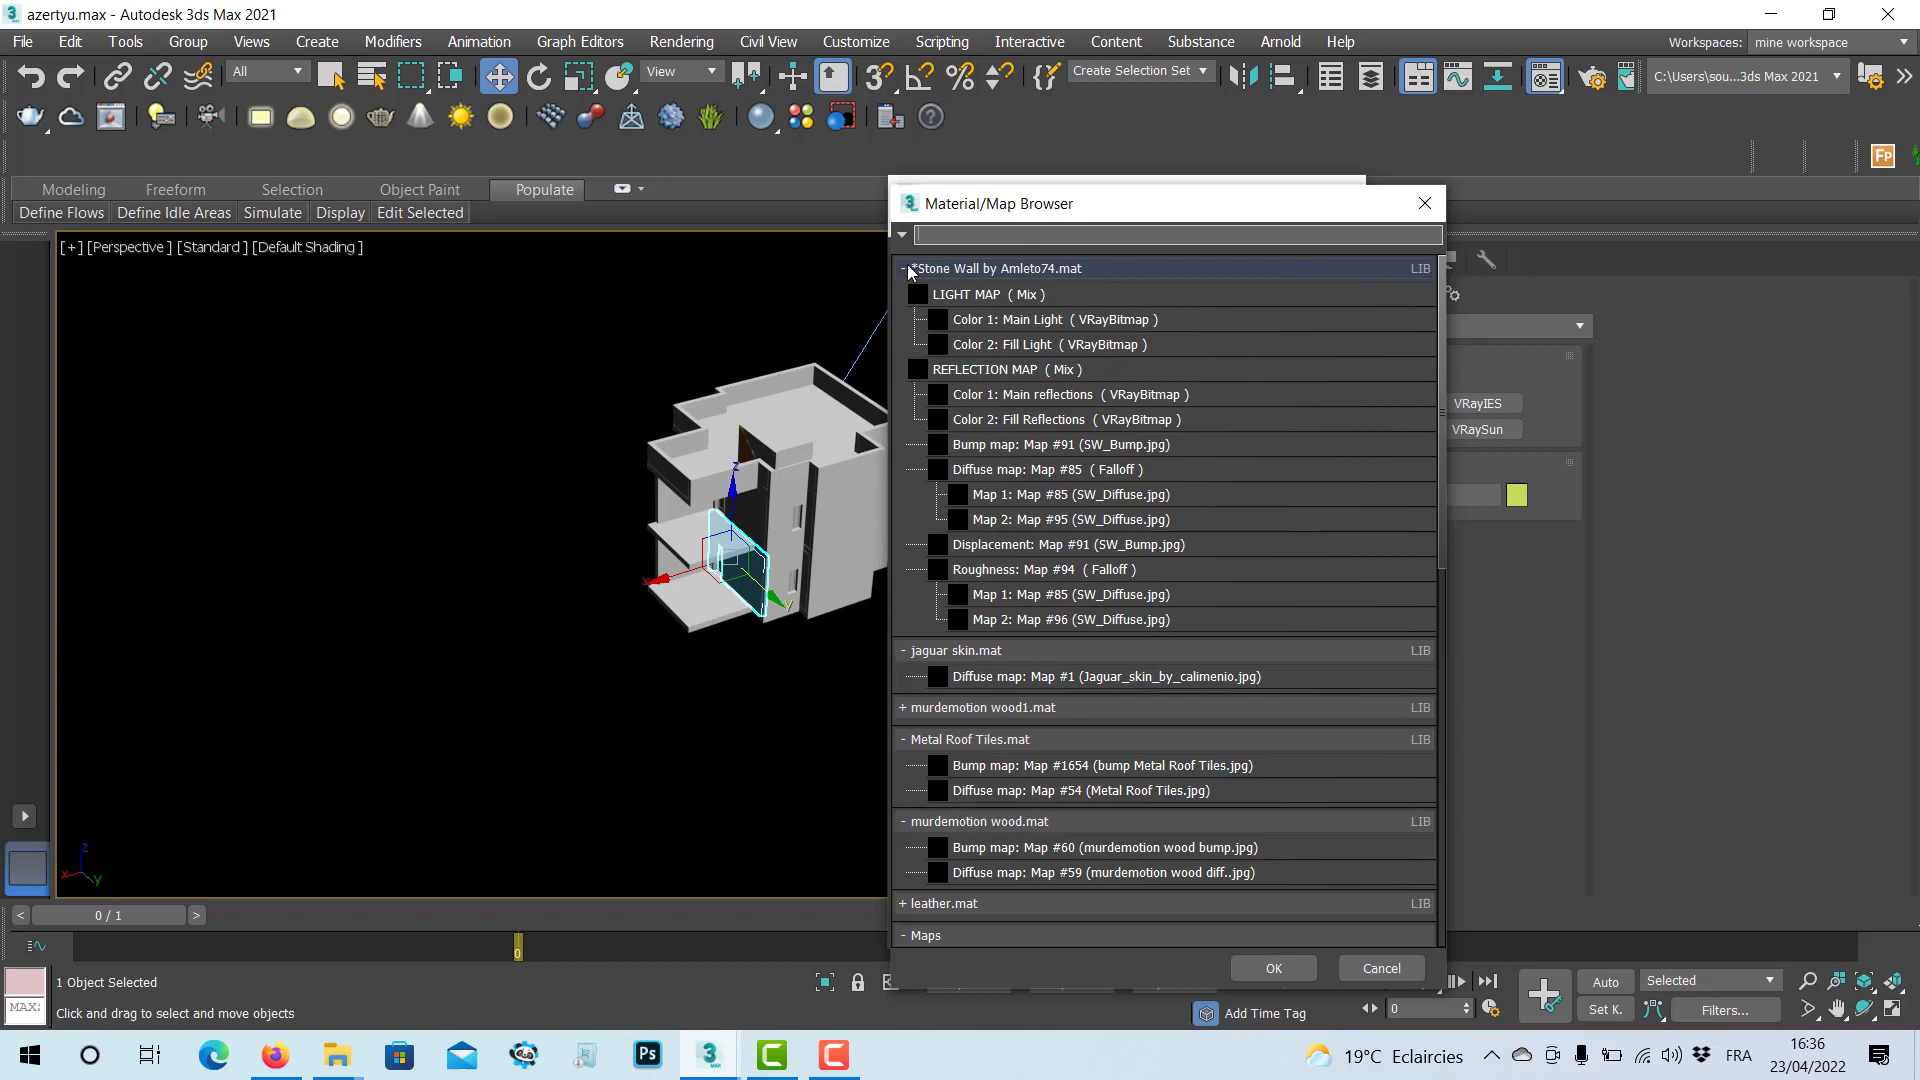 azertyu.max - Autodesk 3ds Max 2021
File Edit Tools Group Views Create Modifiers Animation Graph Editors Rendering Civil View Customize Scripting Interactive Content Substance Arnold Help
Workspaces: mine workspace
All View Create Selection Set C:\Users\sou...3ds Max 2021
Modeling Freeform Selection Object Paint Populate
Define Flows Define Idle Areas Simulate Display Edit Selected
[+] [Perspective ] [Standard ] [Default Shading ]
Material/Map Browser
- *Stone Wall by Amleto74.mat LIB
LIGHT MAP ( Mix )
Color 1: Main Light ( VRayBitmap )
Color 2: Fill Light ( VRayBitmap )
REFLECTION MAP ( Mix )
Color 1: Main reflections ( VRayBitmap )
Color 2: Fill Reflections ( VRayBitmap )
Bump map: Map #91 (SW_Bump.jpg)
Diffuse map: Map #85 ( Falloff )
Map 1: Map #85 (SW_Diffuse.jpg)
Map 2: Map #95 (SW_Diffuse.jpg)
Displacement: Map #91 (SW_Bump.jpg)
Roughness: Map #94 ( Falloff )
Map 1: Map #85 (SW_Diffuse.jpg)
Map 2: Map #96 (SW_Diffuse.jpg)
- jaguar skin.mat LIB
Diffuse map: Map #1 (Jaguar_skin_by_calimenio.jpg)
+ murdemotion wood1.mat LIB
- Metal Roof Tiles.mat LIB
Bump map: Map #1654 (bump Metal Roof Tiles.jpg)
Diffuse map: Map #54 (Metal Roof Tiles.jpg)
- murdemotion wood.mat LIB
Bump map: Map #60 (murdemotion wood bump.jpg)
Diffuse map: Map #59 (murdemotion wood diff..jpg)
+ leather.mat LIB
- Maps
OK Cancel
VRayIES
VRaySun
z
x
y
z
x
y
< 0 / 1 >
0
1 Object Selected
Click and drag to select and move objects
MAX:
Add Time Tag
0
Auto Selected
Set K. Filters...
Fp
Ps
3
MAX
C
C
19°C Eclaircies
FRA
16:36
23/04/2022